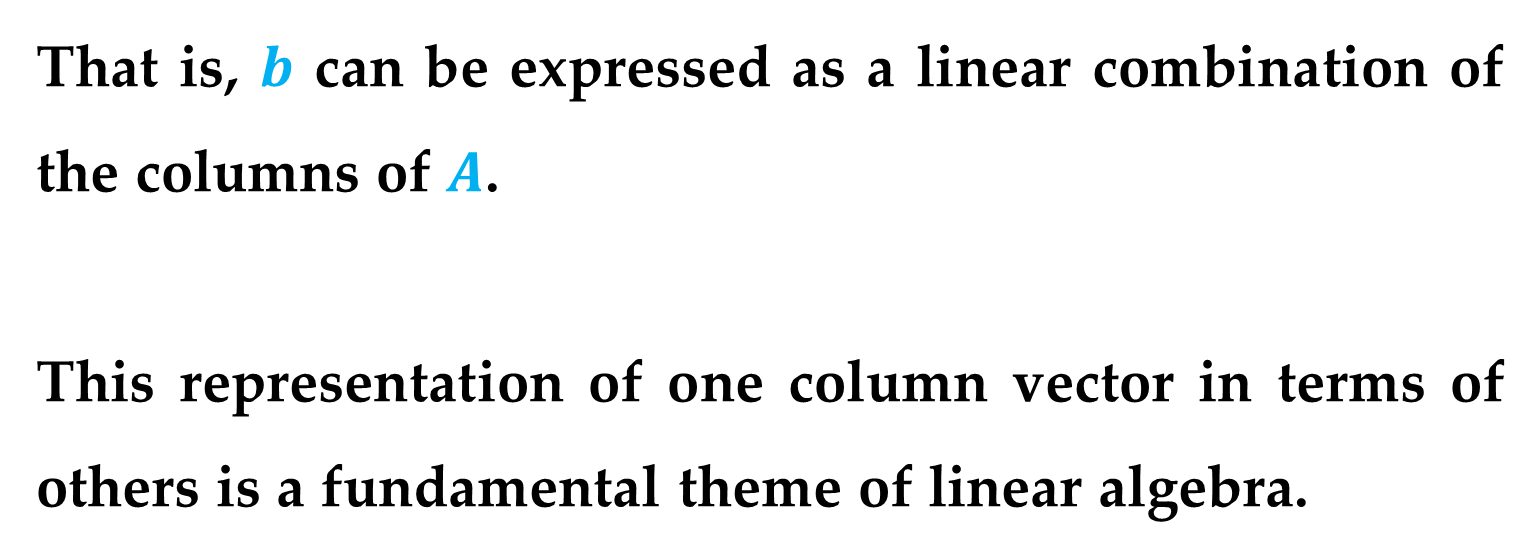 That is, b can be expressed as a linear combination of
the columns of A.
This representation of one column vector in terms of
others is a fundamental theme of linear algebra.